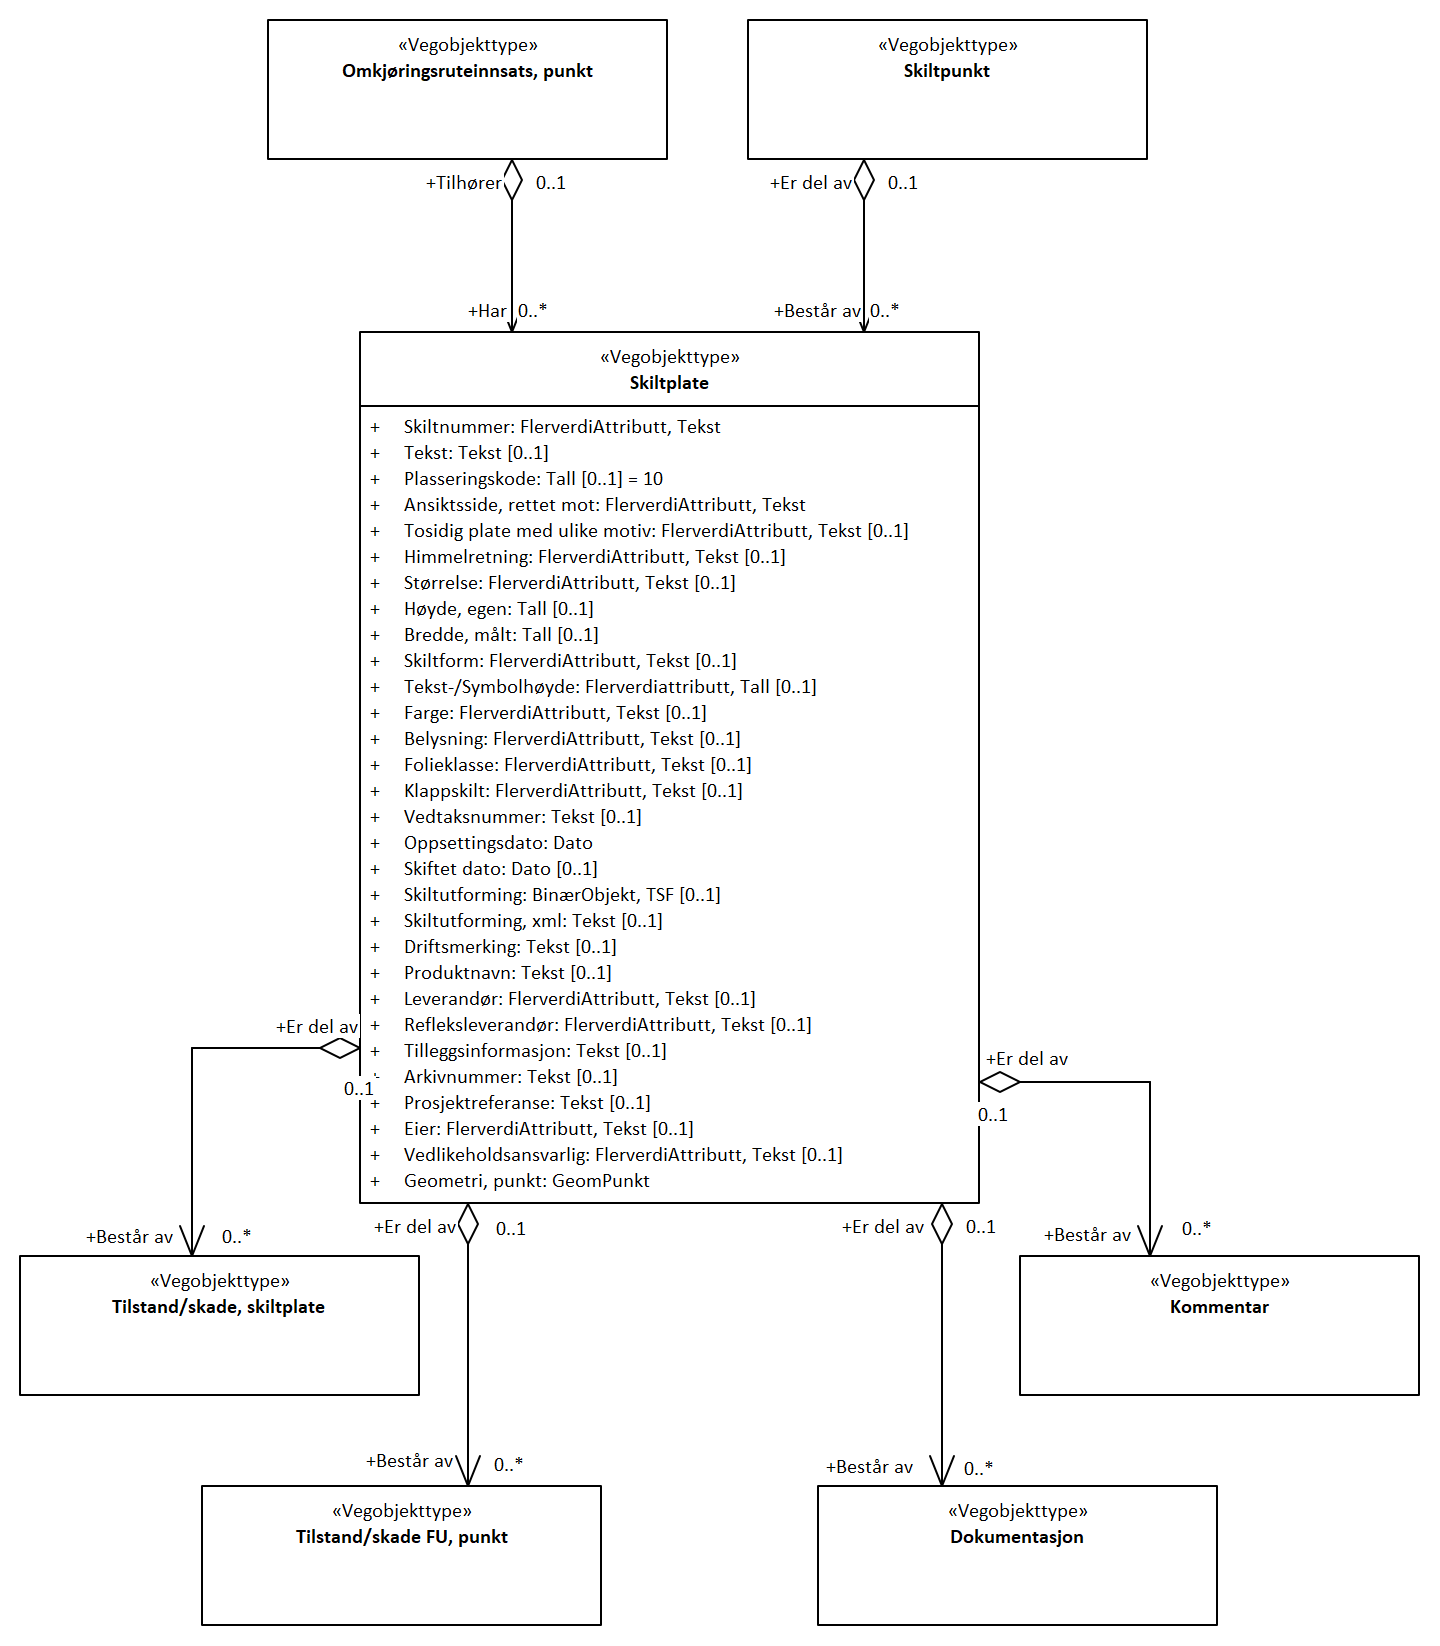 «Vegobjekttype»
Omkjøringsruteinnsats, punkt
«Vegobjekttype»
Skiltpunkt
+Tilhører
0..1
+Er del av
0..1
+Har
0..*
+Består av
0..*
«Vegobjekttype»
Skiltplate
+ Skiltnummer: FlerverdiAttributt, Tekst
+ Tekst: Tekst [0..1]
+ Plasseringskode: Tall [0..1] = 10
+ Ansiktsside, rettet mot: FlerverdiAttributt, Tekst
+ Tosidig plate med ulike motiv: FlerverdiAttributt, Tekst [0..1]
+ Himmelretning: FlerverdiAttributt, Tekst [0..1]
+ Størrelse: FlerverdiAttributt, Tekst [0..1]
+ Høyde, egen: Tall [0..1]
+ Bredde, målt: Tall [0..1]
+ Skiltform: FlerverdiAttributt, Tekst [0..1]
+ Tekst-/Symbolhøyde: Flerverdiattributt, Tall [0..1]
+ Farge: FlerverdiAttributt, Tekst [0..1]
+ Belysning: FlerverdiAttributt, Tekst [0..1]
+ Folieklasse: FlerverdiAttributt, Tekst [0..1]
+ Klappskilt: FlerverdiAttributt, Tekst [0..1]
+ Vedtaksnummer: Tekst [0..1]
+ Oppsettingsdato: Dato
+ Skiftet dato: Dato [0..1]
+ Skiltutforming: BinærObjekt, TSF [0..1]
+ Skiltutforming, xml: Tekst [0..1]
+ Driftsmerking: Tekst [0..1]
+ Produktnavn: Tekst [0..1]
+ Leverandør: FlerverdiAttributt, Tekst [0..1]
+ Refleksleverandør: FlerverdiAttributt, Tekst [0..1]
+ Tilleggsinformasjon: Tekst [0..1]
+ Arkivnummer: Tekst [0..1]
+ Prosjektreferanse: Tekst [0..1]
+ Eier: FlerverdiAttributt, Tekst [0..1]
+ Vedlikeholdsansvarlig: FlerverdiAttributt, Tekst [0..1]
+ Geometri, punkt: GeomPunkt
+Er del av
0..1
+Er del av
0..1
+Er del av
0..1
+Er del av
0..1
+Består av
0..*
+Består av
0..*
«Vegobjekttype»
Tilstand/skade, skiltplate
«Vegobjekttype»
Kommentar
+Består av
0..*
+Består av
0..*
«Vegobjekttype»
Tilstand/skade FU, punkt
«Vegobjekttype»
Dokumentasjon